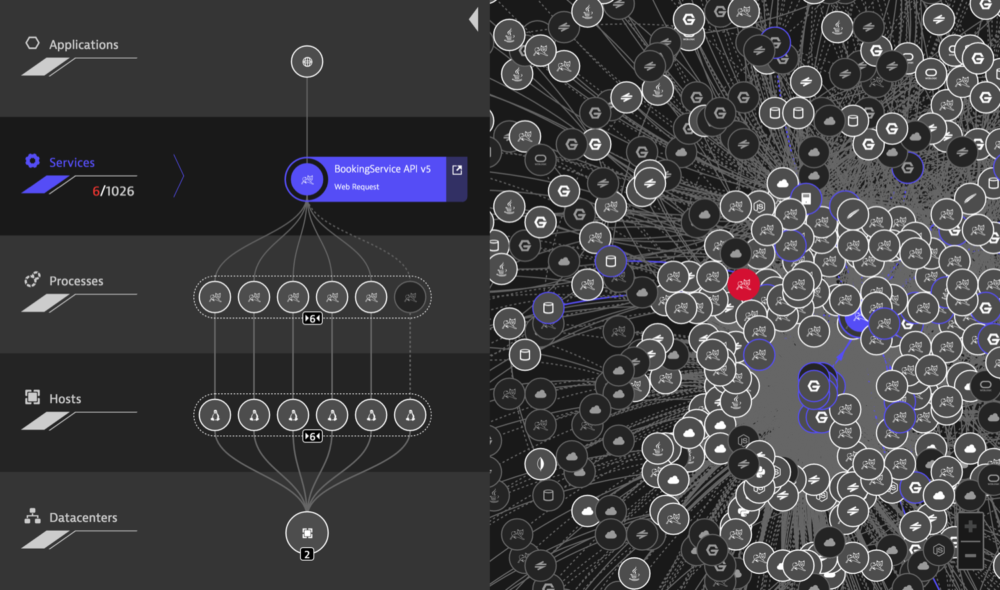 Applications
Services
6/1026
BookingService API v5
Web Request
Processes
6
Hosts
6
Datacenters
2